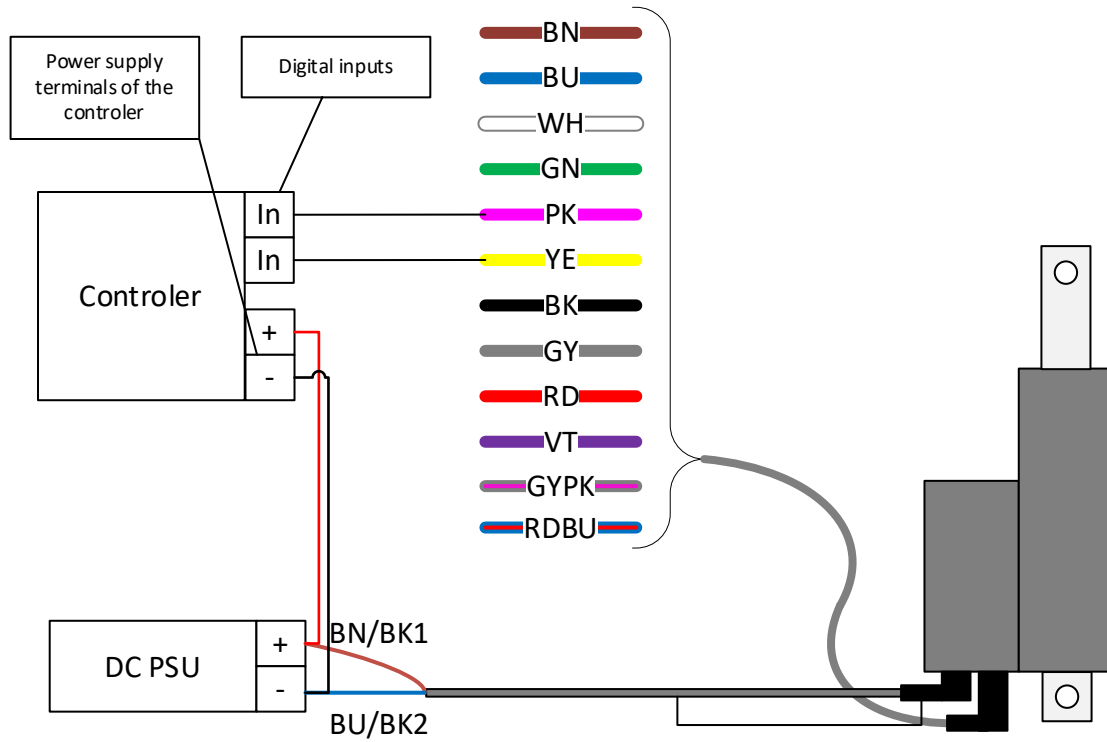 Power supply
terminals of the
controler
Digital inputs
BN
BU
WH
GN
PK
YE
BK
GY
RD
VT
GYPK
RDBU
In
In
Controler
+
-
DC PSU
+
-
BN/BK1
BU/BK2